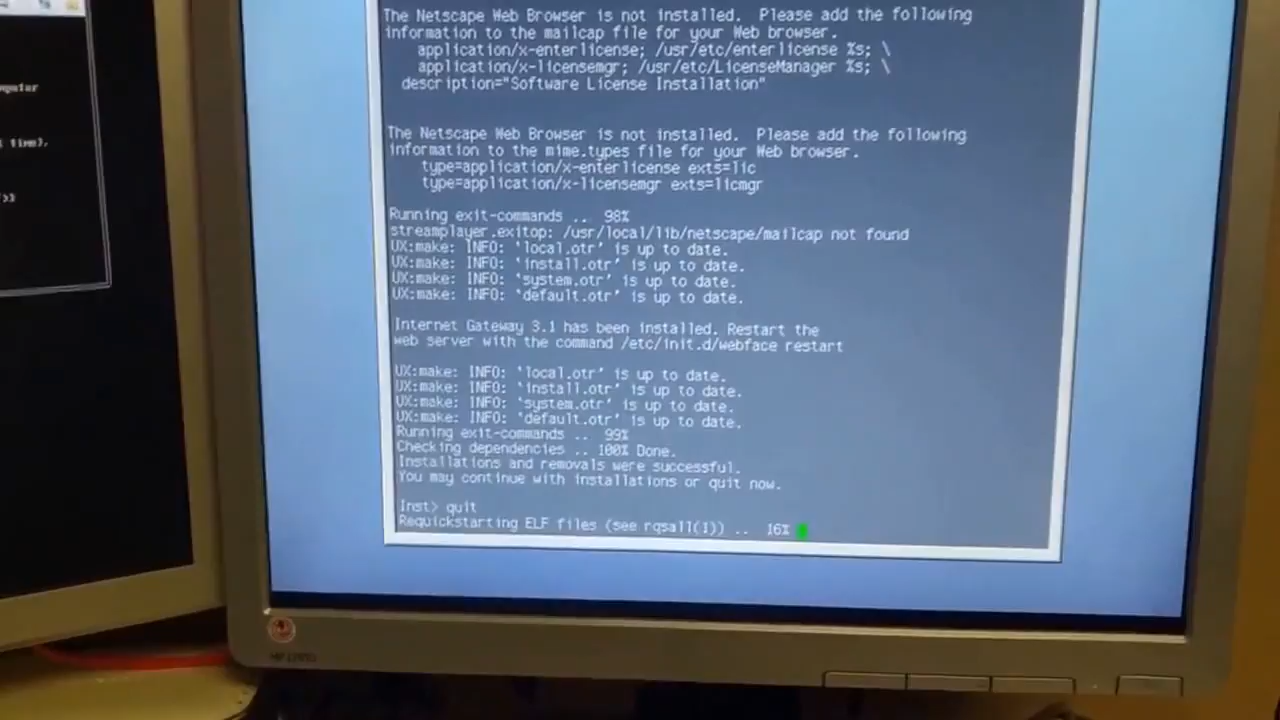 The Netscape Web Browser is not installed.  Please add the following
information to the mailcap file for your Web browser.
application/x-enterlicense; /usr/etc/enterlicense %s; \
application/x-licensemgr; /usr/etc/LicenseManager %s; \
description="Software License Installation"
The Netscape Web Browser is not installed.  Please add the following
information to the mime.types file for your Web browser.
type=application/x-enterlicense exts=lic
type=application/x-licensemgr exts=licmgr
Running exit-commands ..  98%
streamplayer.exitop: /usr/local/lib/netscape/mailcap not found
UX:make: INFO: `local.otr' is up to date.
UX:make: INFO: `install.otr' is up to date.
UX:make: INFO: `system.otr' is up to date.
UX:make: INFO: `default.otr' is up to date.
Internet Gateway 3.1 has been installed. Restart the
web server with the command /etc/init.d/webface restart
UX:make: INFO: `local.otr' is up to date.
UX:make: INFO: `install.otr' is up to date.
UX:make: INFO: `system.otr' is up to date.
UX:make: INFO: `default.otr' is up to date.
Running exit-commands ..  99%
Checking dependencies .. 100% Done.
Installations and removals were successful.
You may continue with installations or quit now.
Inst> quit
Requickstarting ELF files (see rqsall(1)) ..  16%
time),